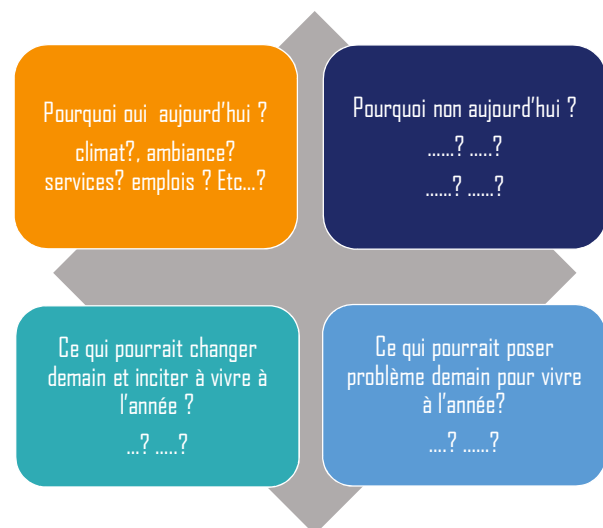 Pourquoi oui aujourd'hui ?
climat?, ambiance?
services? emplois ? Etc...?
Pourquoi non aujourd'hui ?
......? .....?
......? ......?
Ce qui pourrait changer
demain et inciter à vivre à
l'année ?
...? .....?
Ce qui pourrait poser
problème demain pour vivre
à l'année?
....? ......?